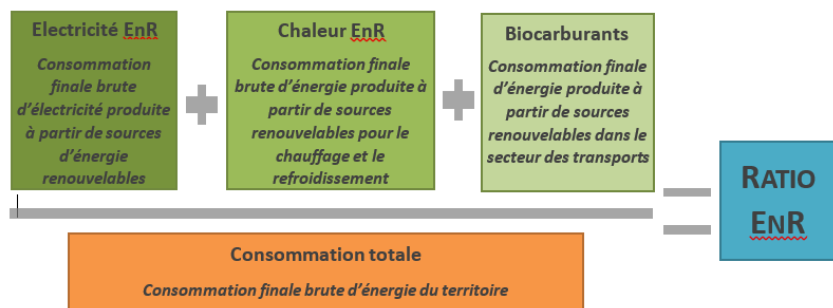 Electricité EnR
Consommation
finale brute
d'électricité produite
à partir de sources
d'énergie
renouvelables
Chaleur EnR
Consommation finale
brute d'énergie produite à
partir de sources
renouvelables pour le
chauffage et le
refroidissement
Biocarburants
Consommation finale
d'énergie produite à
partir de sources
renouvelables dans le
secteur des transports
RATIO
ENR
Consommation totale
Consommation finale brute d'énergie du territoire